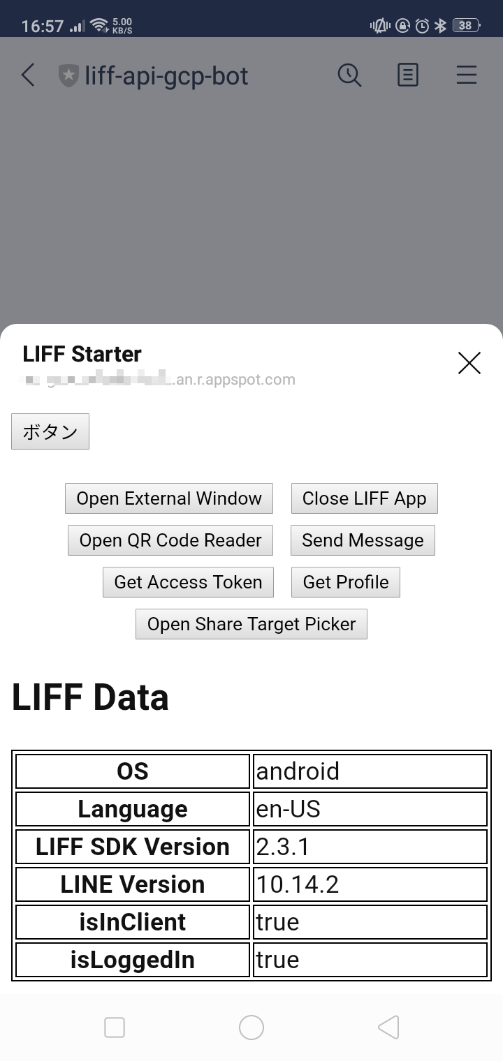 16:57 5.00 KB/S 38
liff-api-gcp-bot
LIFF Starter
...an.r.appspot.com
ボタン
Open External Window Close LIFF App
Open QR Code Reader Send Message
Get Access Token Get Profile
Open Share Target Picker
LIFF Data
OS android
Language en-US
LIFF SDK Version 2.3.1
LINE Version 10.14.2
isInClient true
isLoggedIn true